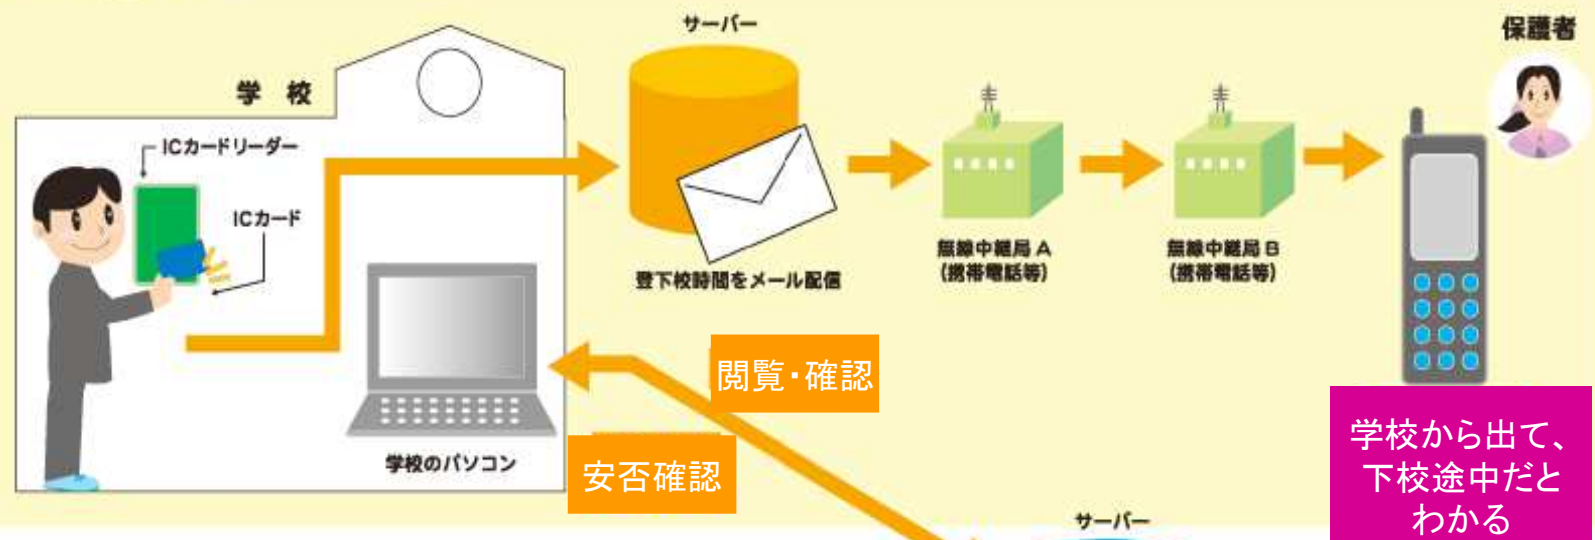 サーバー
保護者
学校
ICカードリーダー
ICカード
無線中継局 A
(携帯電話等)
無線中継局 B
(携帯電話等)
登下校時間をメール配信
閲覧・確認
学校のパソコン
安否確認
学校から出て、
下校途中だと
わかる
サーバー